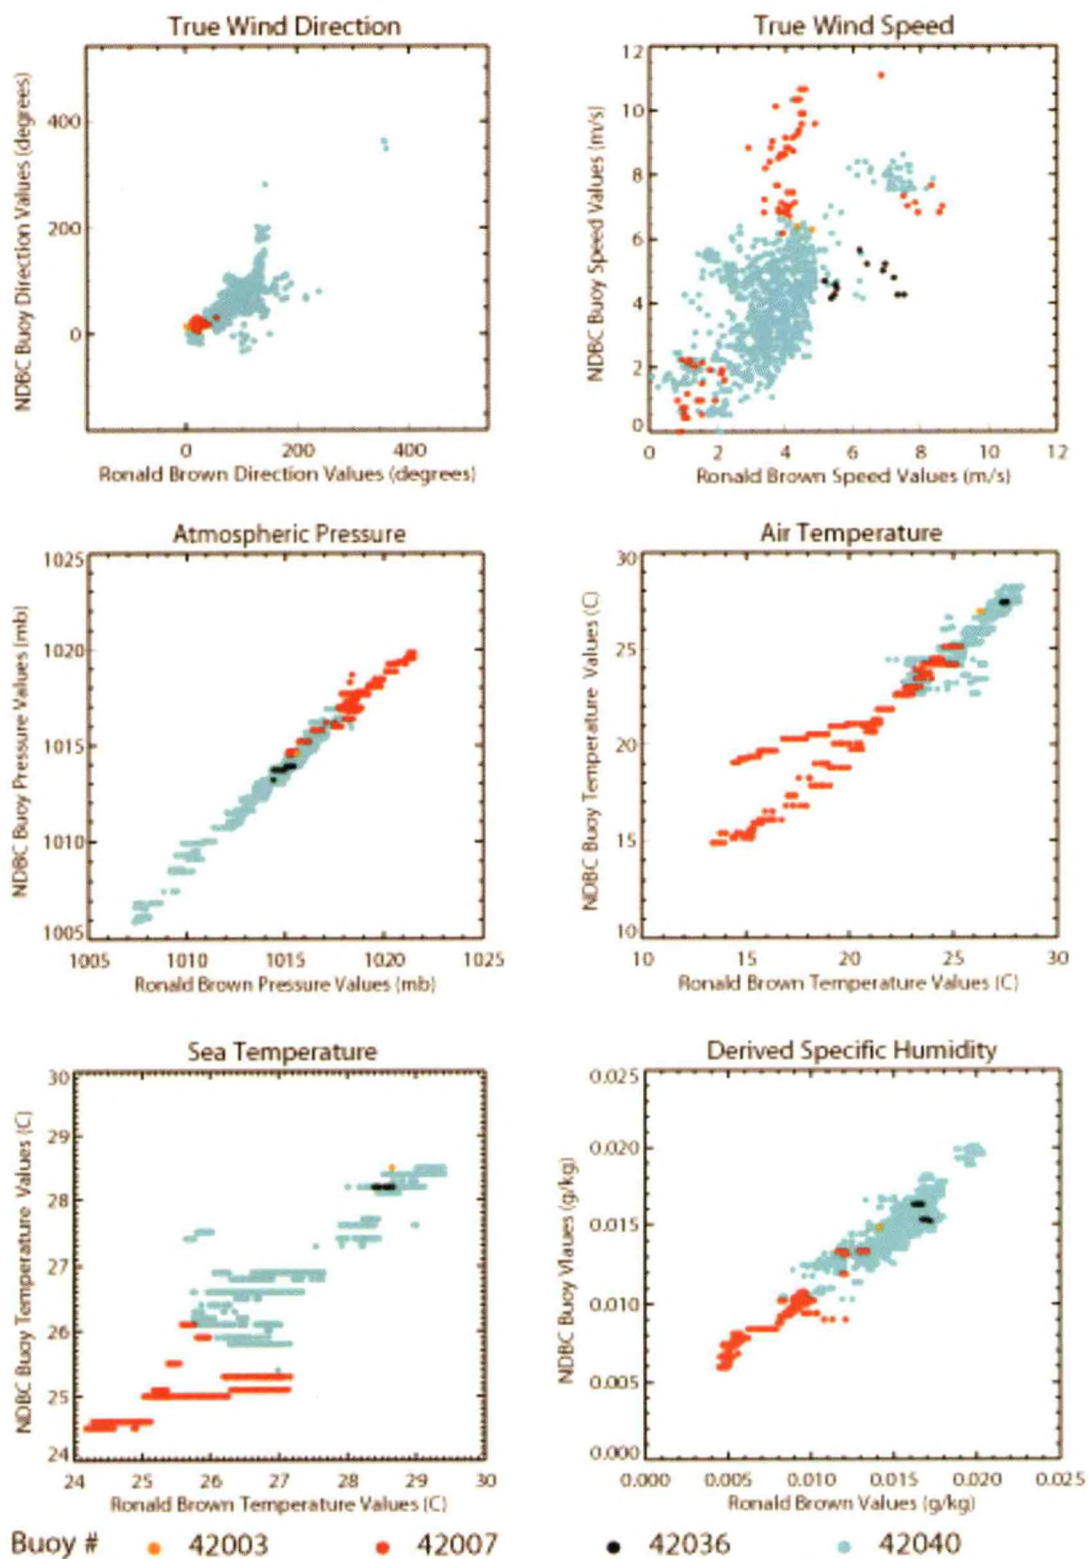 True Wind Direction
NDBC Buoy Direction Values (degrees)
400
200
0
0 200 400
Ronald Brown Direction Values (degrees)
True Wind Speed
NDBC Buoy Speed Values (m/s)
12
10
8
6
4
2
0
0 2 4 6 8 10 12
Ronald Brown Speed Values (m/s)
Atmospheric Pressure
NDBC Buoy Pressure Values (mb)
1025
1020
1015
1010
1005
1005 1010 1015 1020 1025
Ronald Brown Pressure Values (mb)
Air Temperature
NDBC Buoy Temperature Values (C)
30
25
20
15
10
10 15 20 25 30
Ronald Brown Temperature Values (C)
Sea Temperature
NDBC Buoy Temperature Values (C)
30
29
28
27
26
25
24
24 25 26 27 28 29 30
Ronald Brown Temperature Values (C)
Derived Specific Humidity
NDBC Buoy Vlaues (g/kg)
0.025
0.020
0.015
0.010
0.005
0.000
0.000 0.005 0.010 0.015 0.020 0.025
Ronald Brown Values (g/kg)
Buoy # 42003 42007 42036 42040